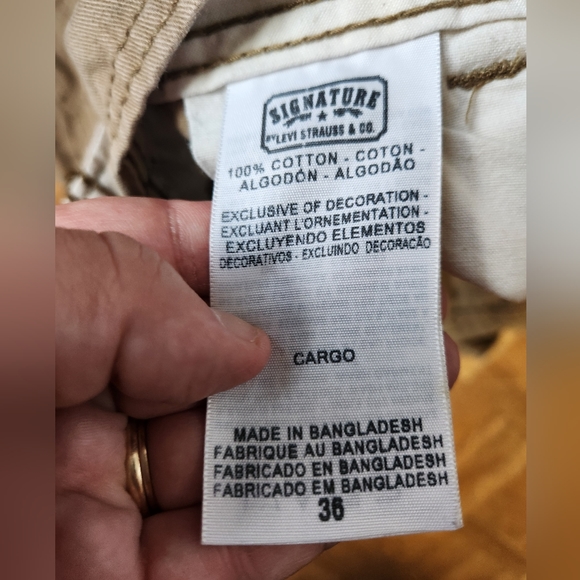 SIGNATURE
BY LEVI STRAUSS & CO.
100% COTTON - COTON -
ALGODÓN - ALGODÃO
EXCLUSIVE OF DECORATION -
EXCLUANT L'ORNEMENTATION -
EXCLUYENDO ELEMENTOS
DECORATIVOS - EXCLUINDO DECORAÇÃO
CARGO
MADE IN BANGLADESH
FABRIQUE AU BANGLADESH
FABRICADO EN BANGLADESH
FABRICADO EM BANGLADESH
36